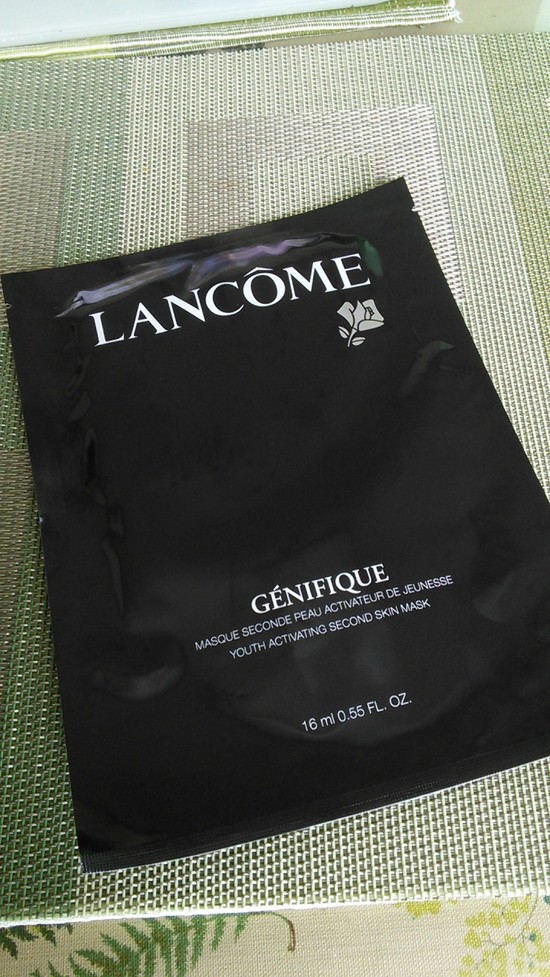 LANCÔME
GÉNIFIQUE
MASQUE SECONDE PEAU ACTIVATEUR DE JEUNESSE
YOUTH ACTIVATING SECOND SKIN MASK
16 ml 0.55 FL. OZ.